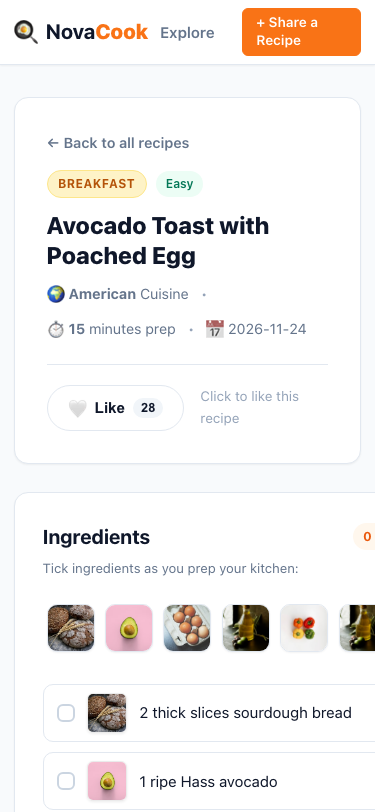 NovaCook Explore + Share a
Recipe
← Back to all recipes
BREAKFAST Easy
Avocado Toast with
Poached Egg
American Cuisine •
15 minutes prep • 2026-11-24
Like 28 Click to like this
recipe
Ingredients 0
Tick ingredients as you prep your kitchen:
2 thick slices sourdough bread
1 ripe Hass avocado